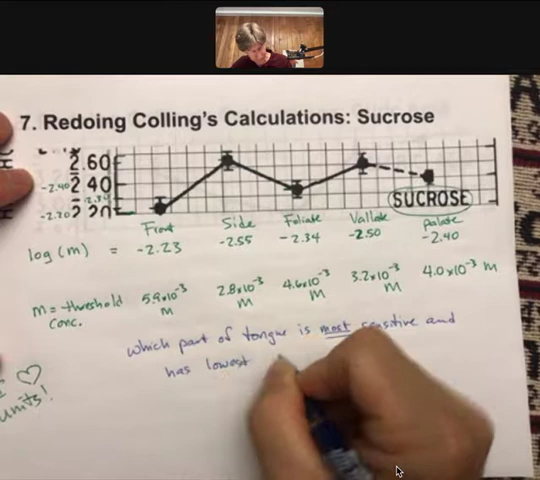 7. Redoing Colling's Calculations: Sucrose
2.60
-2.40 2 40
-2.34
-2.20 2 20
SUCROSE
Front Side Foliate Vallate palate
log(m) = -2.23 -2.55 -2.34 -2.50 -2.40
m = threshold conc. 5.9x10⁻³ M 2.8x10⁻³ M 4.6x10⁻³ M 3.2x10⁻³ M 4.0x10⁻³ M
which part of tongue is most sensitive and
has lowest
units!